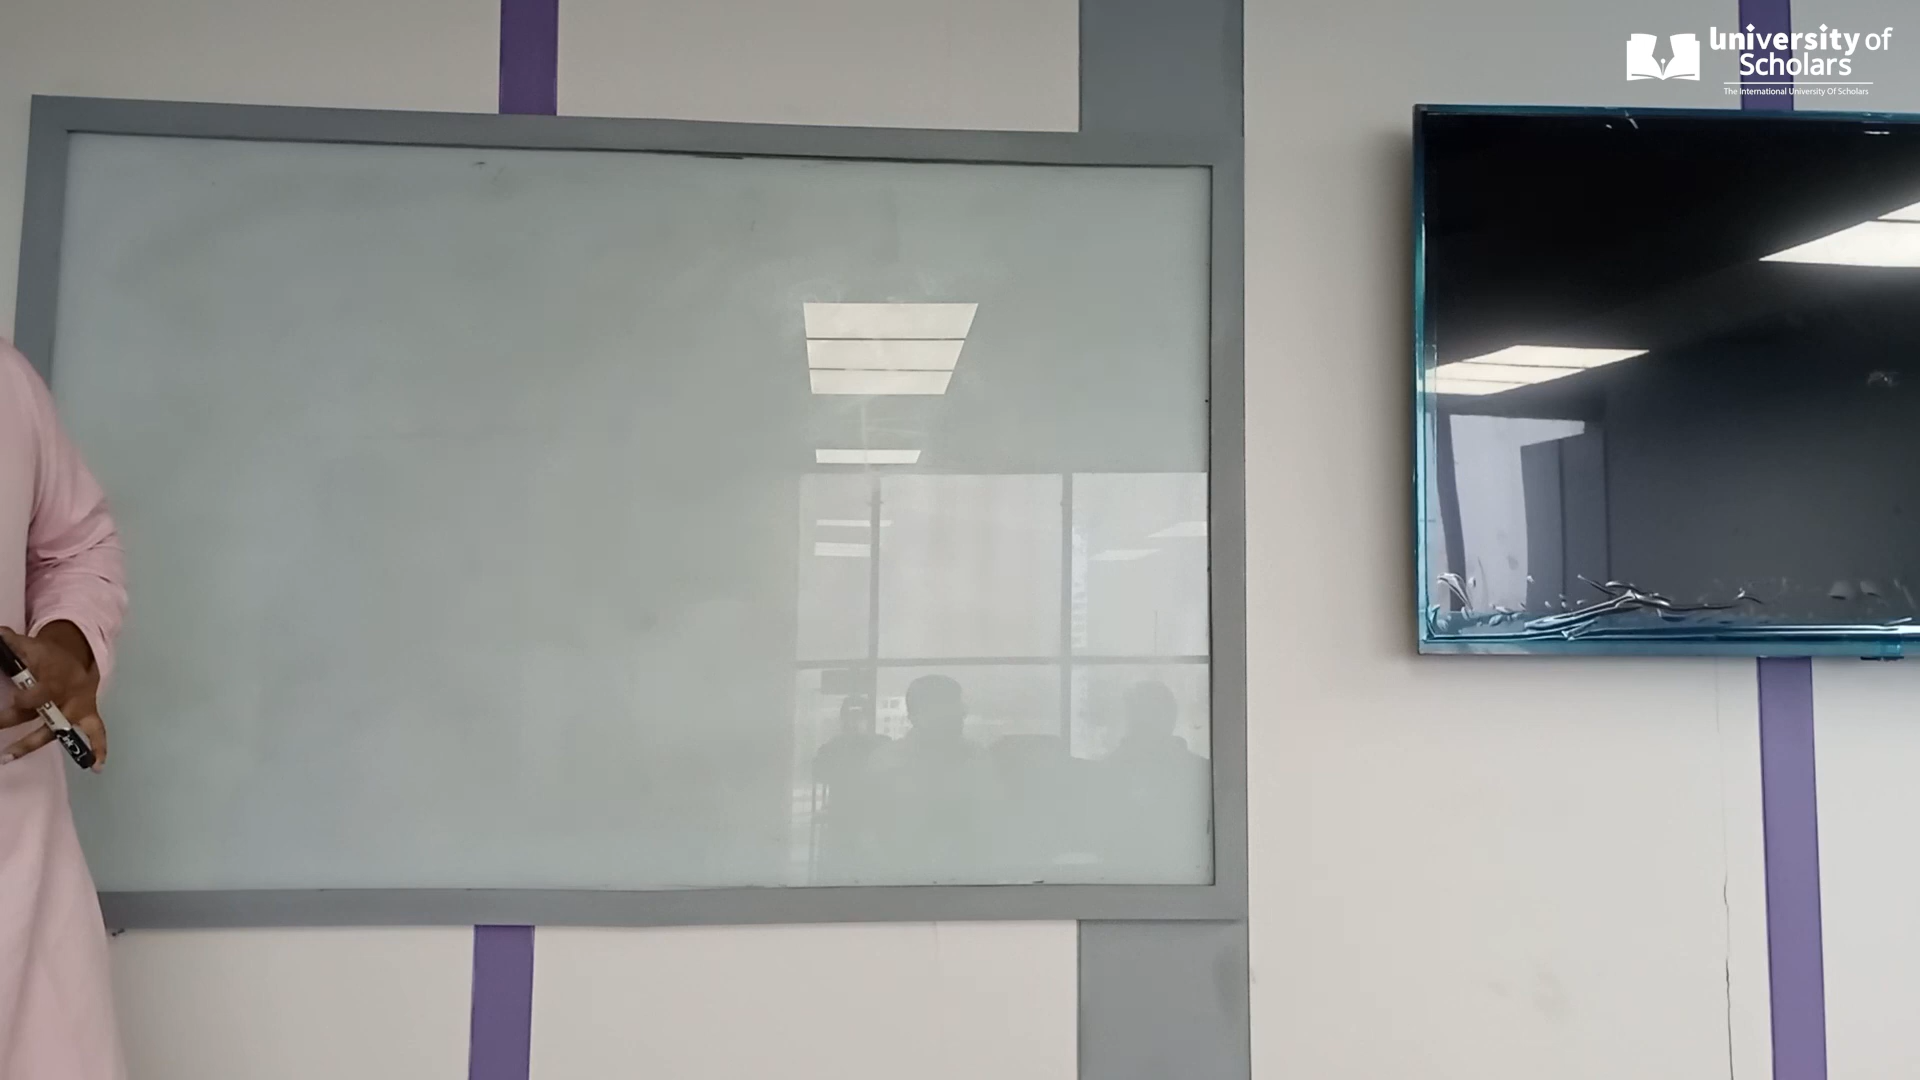 University of
Scholars
The International University Of Scholars